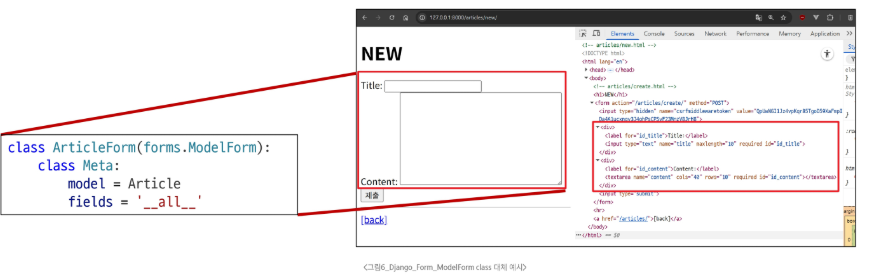 127.0.0.1:8000/articles/new/
NEW
Title:
Content:
제출
[back]
class ArticleForm(forms.ModelForm):
class Meta:
model = Article
fields = '__all__'
Elements Console Sources Network Performance Memory Application
<!-- articles/new.html -->
<!DOCTYPE html>
<html lang="en">
<head> ⋯ </head>
<body>
<!-- articles/create.html -->
<h1>NEW</h1>
<form action="/articles/create/" method="POST">
<input type="hidden" name="csrfmiddlewaretoken" value=
<div>
<label for="id_title">Title:</label>
<input type="text" name="title" maxlength="10" required id="id_title">
</div>
<div>
<label for="id_content">Content:</label>
<textarea name="content" cols="40" rows="10" required id="id_content"></textarea>
</div>
<input type="submit">
</form>
<hr>
<a href="/articles/">[back]</a>
</body>
</html> == $0
<그림6_Django_Form_ModelForm class 대체 예시>